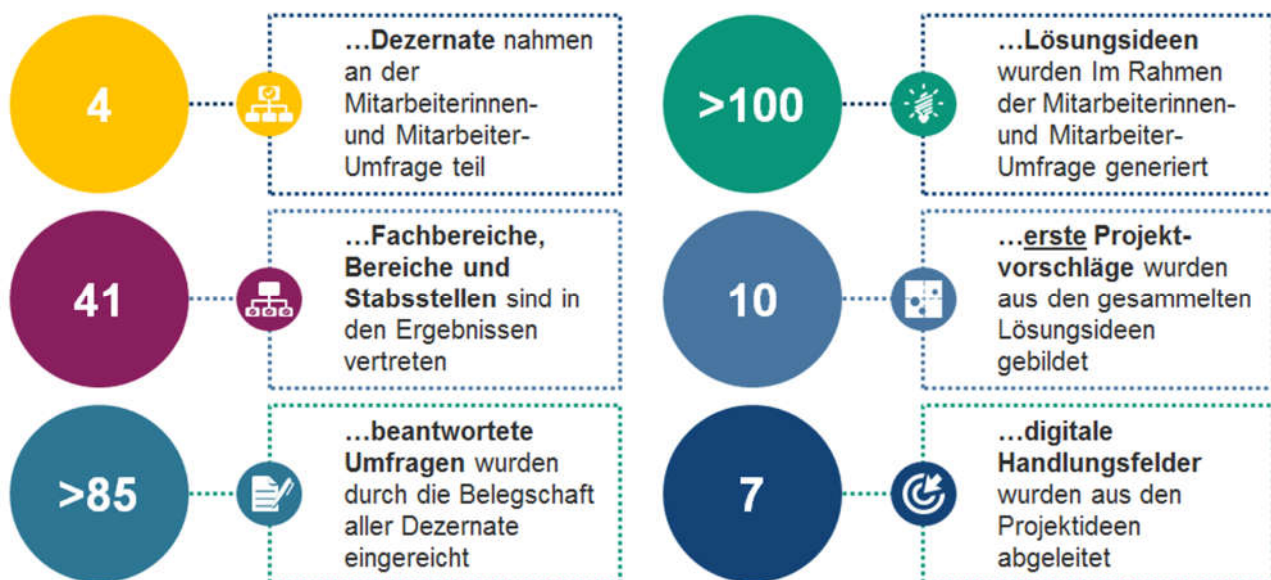 4
…Dezernate nahmen
an der
Mitarbeiterinnen-
und Mitarbeiter-
Umfrage teil
>100
…Lösungsideen
wurden Im Rahmen
der Mitarbeiterinnen-
und Mitarbeiter-
Umfrage generiert
41
…Fachbereiche,
Bereiche und
Stabsstellen sind in
den Ergebnissen
vertreten
10
…erste Projekt-
vorschläge wurden
aus den gesammelten
Lösungsideen
gebildet
>85
…beantwortete
Umfragen wurden
durch die Belegschaft
aller Dezernate
eingereicht
7
…digitale
Handlungsfelder
wurden aus den
Projektideen
abgeleitet